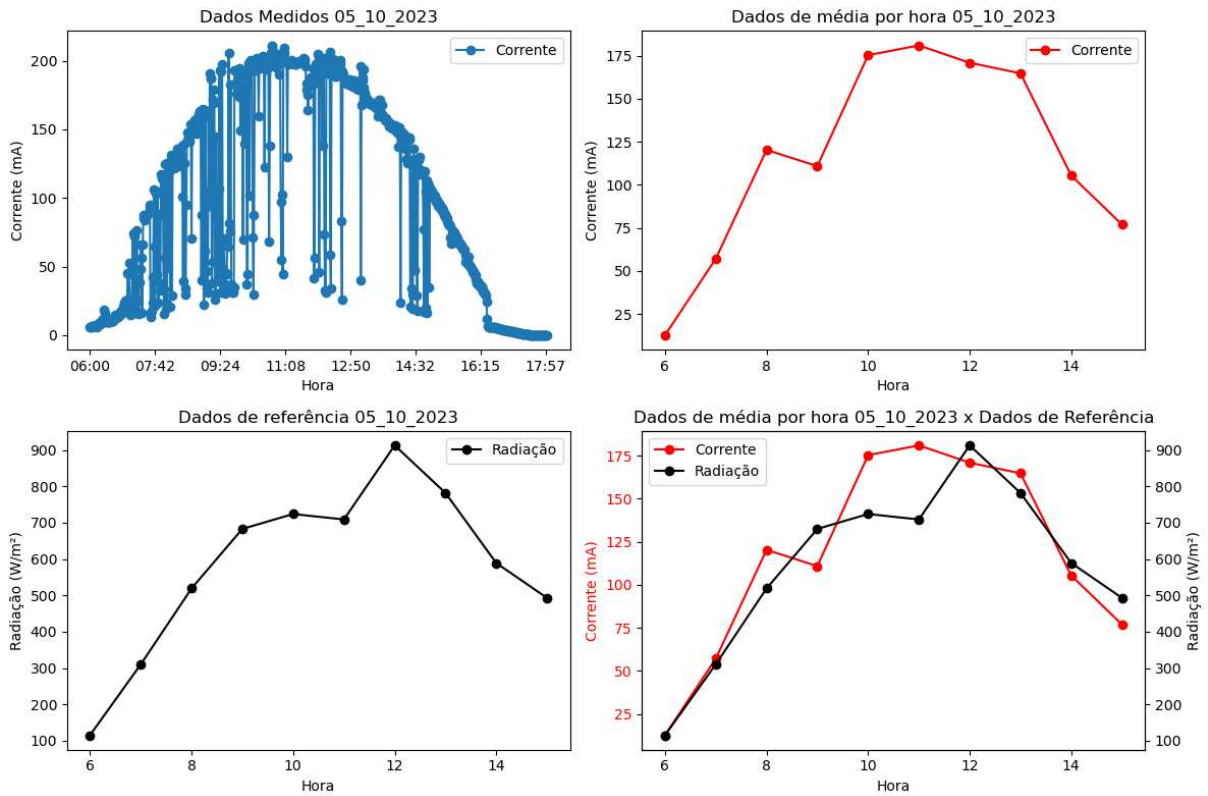 Dados Medidos 05_10_2023
Corrente
Corrente (mA)
200
150
100
50
0
06:00 07:42 09:24 11:08 12:50 14:32 16:15 17:57
Hora
Dados de média por hora 05_10_2023
Corrente
Corrente (mA)
175
150
125
100
75
50
25
6 8 10 12 14
Hora
Dados de referência 05_10_2023
Radiação
Radiação (W/m²)
900
800
700
600
500
400
300
200
100
6 8 10 12 14
Hora
Dados de média por hora 05_10_2023 x Dados de Referência
Corrente
Radiação
Corrente (mA)
175
150
125
100
75
50
25
900
800
700
600
500
400
300
200
100
Radiação (W/m²)
6 8 10 12 14
Hora